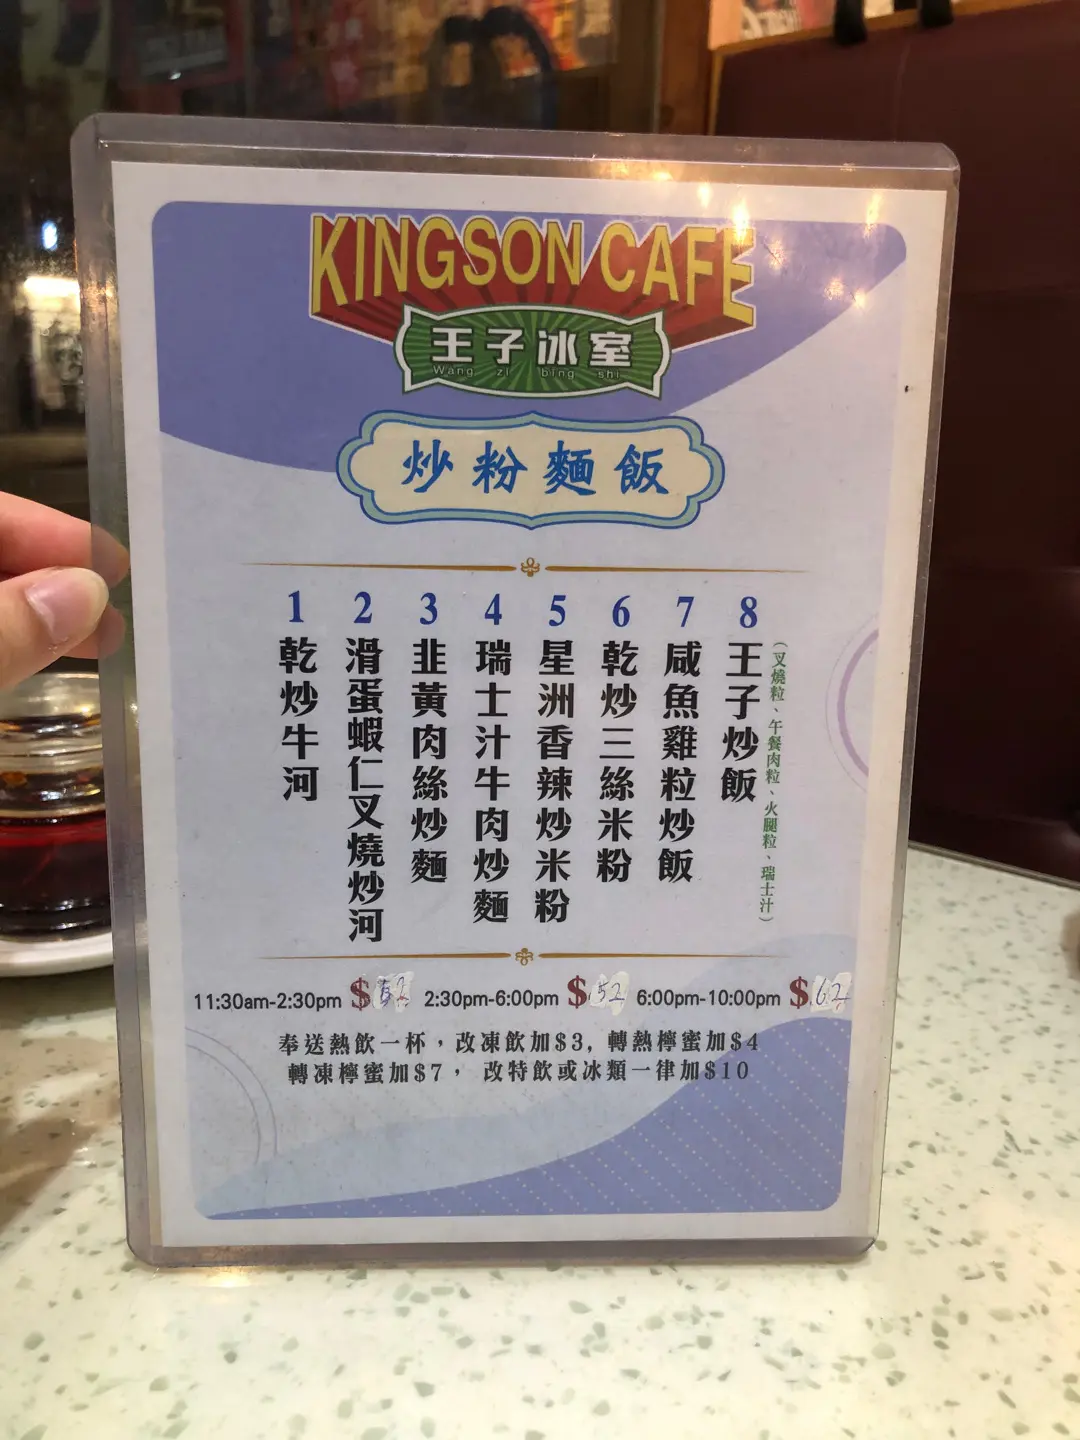 KINGSON CAFE
王子冰室
Wang zi bing shi
炒粉麵飯
1 乾炒牛河
2 滑蛋蝦仁叉燒炒河
3 韭黃肉絲炒麵
4 瑞士汁牛肉炒麵
5 星洲香辣炒米粉
6 乾炒三絲米粉
7 咸魚雞粒炒飯
8 王子炒飯
（叉燒粒、午餐肉粒、火腿粒、瑞士汁）
11:30am-2:30pm $52 2:30pm-6:00pm $52 6:00pm-10:00pm $62
奉送熱飲一杯，改凍飲加$3, 轉熱檸蜜加$4
轉凍檸蜜加$7， 改特飲或冰類一律加$10